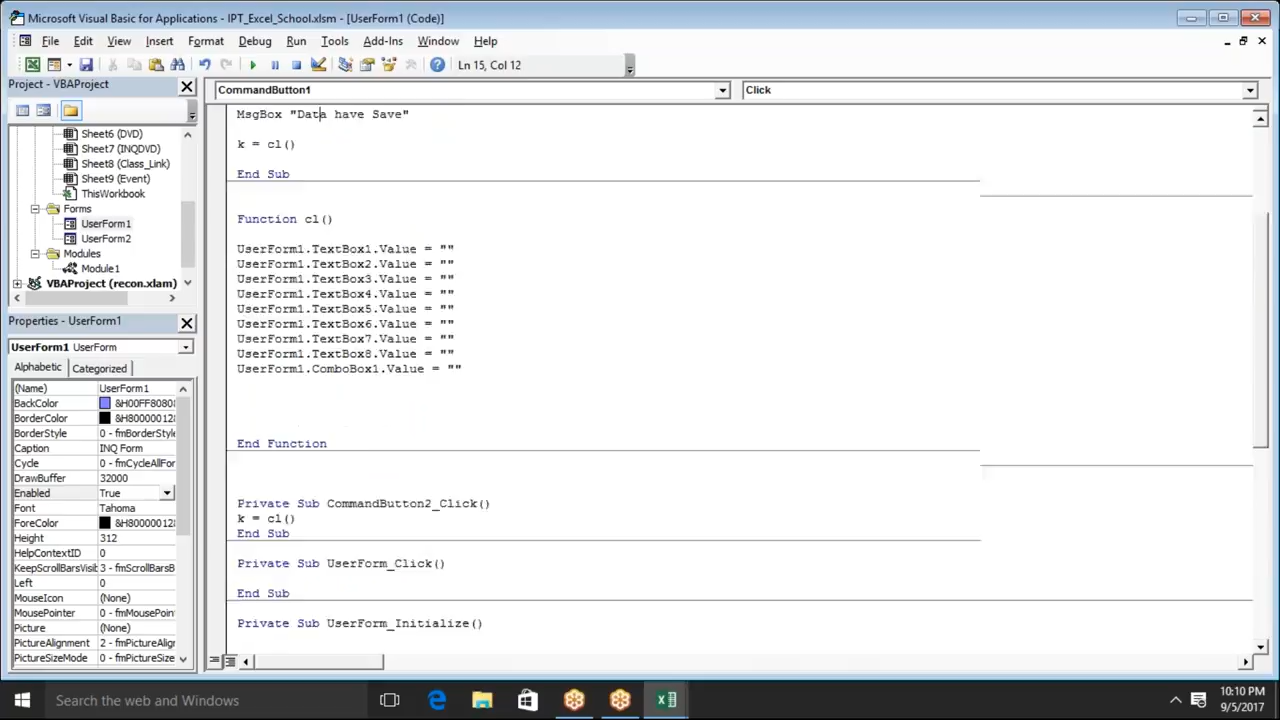 Microsoft Visual Basic for Applications - IPT_Excel_School.xlsm - [UserForm1 (Code)]
File Edit View Insert Format Debug Run Tools Add-Ins Window Help
Ln 15, Col 12
Project - VBAProject
Sheet6 (DVD)
Sheet7 (INQDVD)
Sheet8 (Class_Link)
Sheet9 (Event)
ThisWorkbook
Forms
UserForm1
UserForm2
Modules
Module1
VBAProject (recon.xlam)
Properties - UserForm1
UserForm1 UserForm
Alphabetic Categorized
(Name) UserForm1
BackColor &H00FF8080
BorderColor &H80000012
BorderStyle 0 - fmBorderStyle
Caption INQ Form
Cycle 0 - fmCycleAllFor
DrawBuffer 32000
Enabled True
Font Tahoma
ForeColor &H80000012
Height 312
HelpContextID 0
KeepScrollBarsVisib 3 - fmScrollBarsB
Left 0
MouseIcon (None)
MousePointer 0 - fmMousePoin
Picture (None)
PictureAlignment 2 - fmPictureAlig
PictureSizeMode 0 - fmPictureSize
CommandButton1 Click
MsgBox "Data have Save"
k = cl()
End Sub
Function cl()
UserForm1.TextBox1.Value = ""
UserForm1.TextBox2.Value = ""
UserForm1.TextBox3.Value = ""
UserForm1.TextBox4.Value = ""
UserForm1.TextBox5.Value = ""
UserForm1.TextBox6.Value = ""
UserForm1.TextBox7.Value = ""
UserForm1.TextBox8.Value = ""
UserForm1.ComboBox1.Value = ""
End Function
Private Sub CommandButton2_Click()
k = cl()
End Sub
Private Sub UserForm_Click()
End Sub
Private Sub UserForm_Initialize()
Search the web and Windows
10:10 PM
9/5/2017